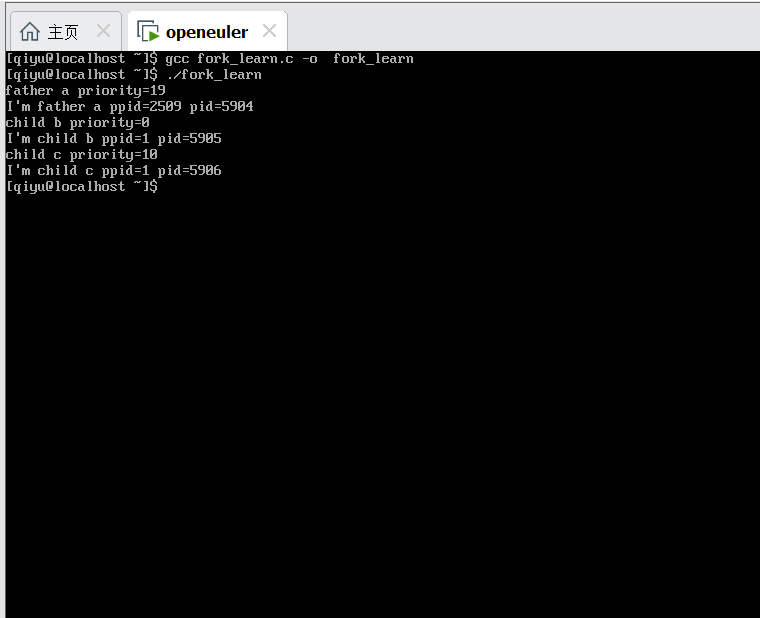 主页
openeuler
[qiyu@localhost ~]$ gcc fork_learn.c -o  fork_learn
[qiyu@localhost ~]$ ./fork_learn
father a priority=19
I'm father a ppid=2509 pid=5904
child b priority=0
I'm child b ppid=1 pid=5905
child c priority=10
I'm child c ppid=1 pid=5906
[qiyu@localhost ~]$